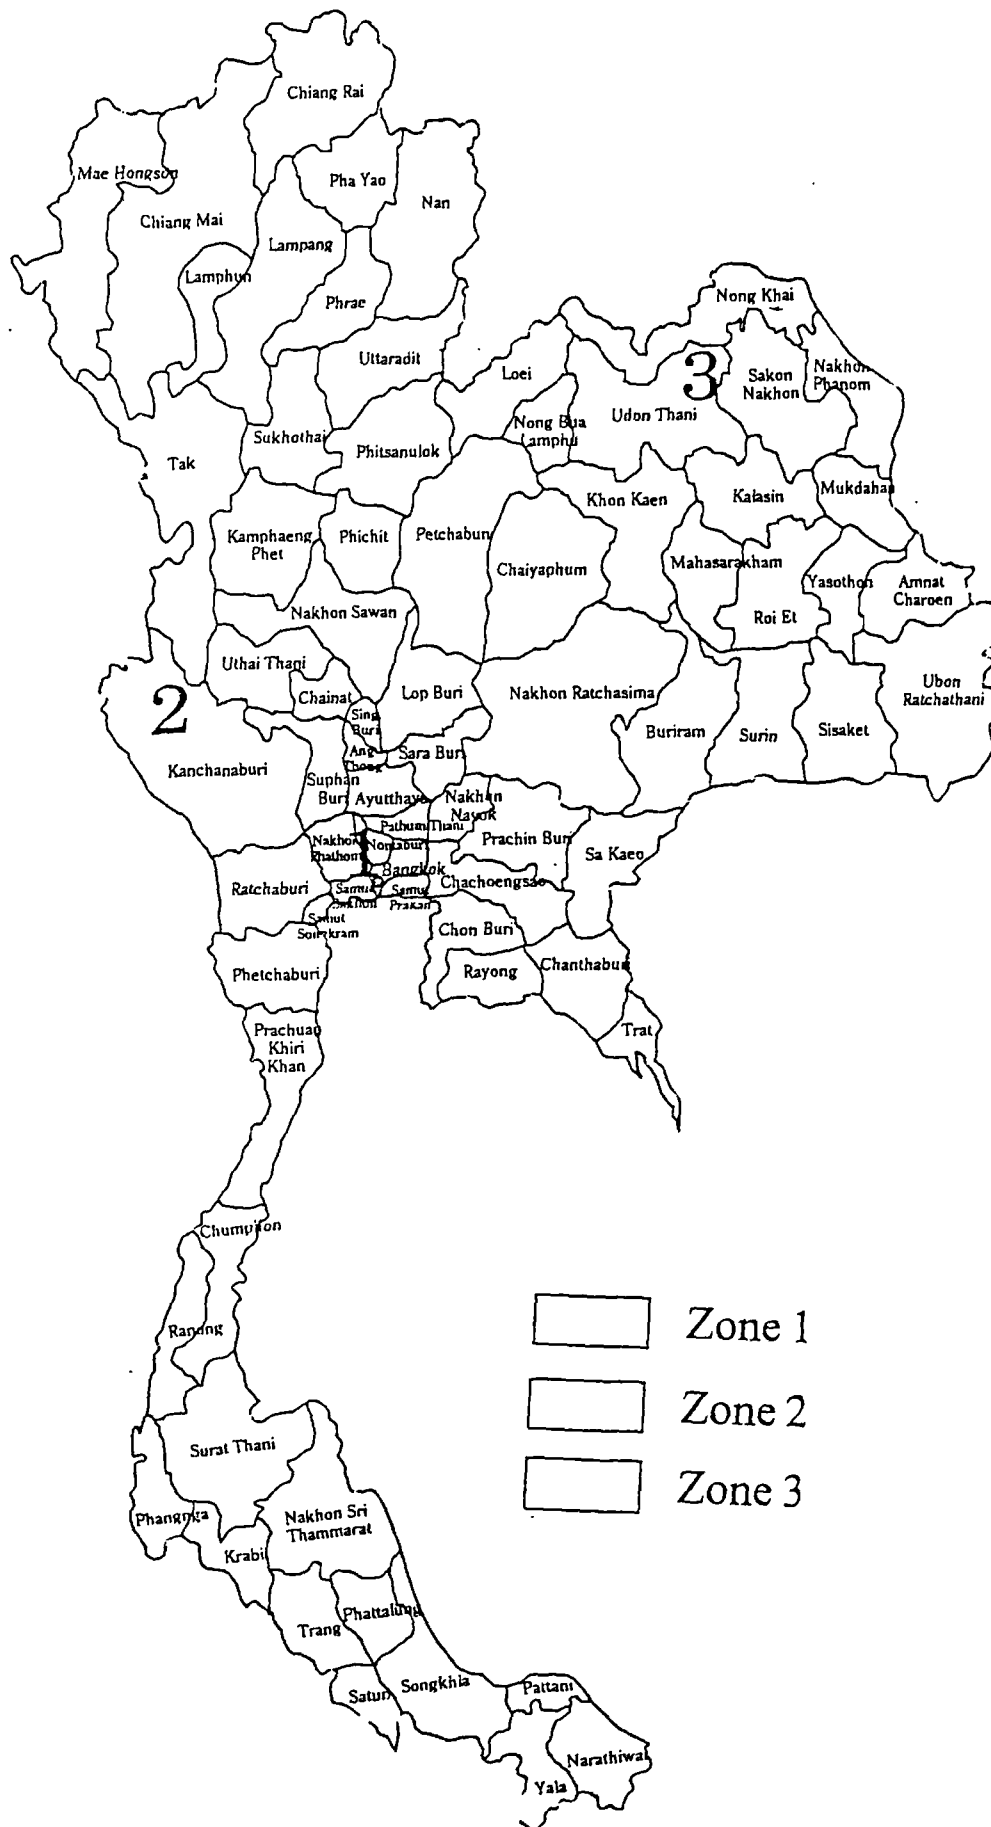 Chiang Rai
Mae Hongson
Pha Yao
Nan
Chiang Mai
Lampang
Lamphun
Phrae
Nong Khai
Uttaradit
Loei
3
Sakon
Nakhon
Nakhon
Phanom
Udon Thani
Nong Bua
Lamphu
Sukhothai
Phitsanulok
Tak
Khon Kaen
Kalasin
Mukdahan
Kamphaeng
Phet
Phichit
Petchabun
Chaiyaphum
Mahasarakham
Yasothon
Amnat
Charoen
Nakhon Sawan
Roi Et
Uthai Thani
Chainat
Lop Buri
Nakhon Ratchasima
Ubon
Ratchathani
2
Sing
Buri
Buriram
Surin
Sisaket
Kanchanaburi
Ang
Thong
Sara Buri
Suphan
Buri
Ayutthaya
Nakhon
Nayok
Pathum Thani
Prachin Buri
Nakhon
Phathom
Nontaburi
Sa Kaeo
Bangkok
Ratchaburi
Samut
Sakhon
Samut
Prakan
Chachoengsao
Samut
Songkram
Chon Buri
Phetchaburi
Rayong
Chanthaburi
Prachuap
Khiri
Khan
Trat
Chumphon
Ranong
Zone 1
Zone 2
Zone 3
Surat Thani
Phangnga
Nakhon Sri
Thammarat
Krabi
Trang
Phattalung
Satun
Songkhla
Pattani
Narathiwat
Yala